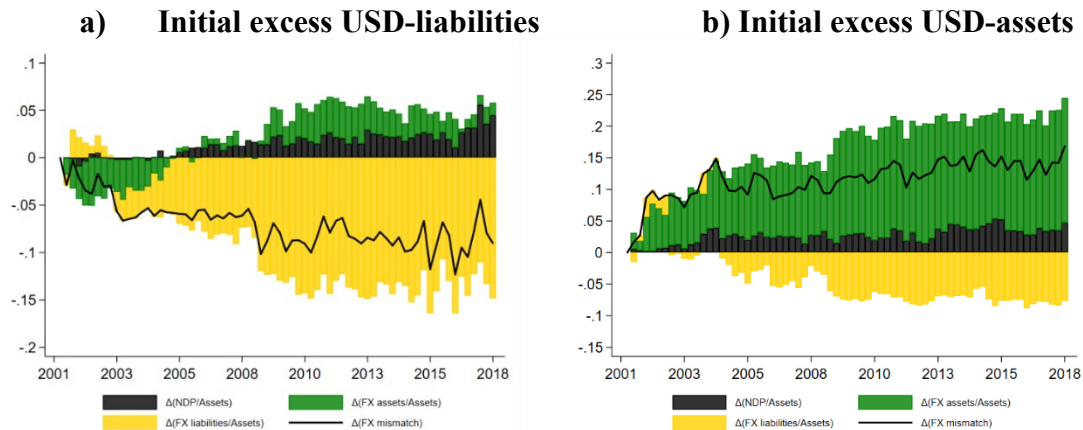 a) Initial excess USD-liabilities
b) Initial excess USD-assets
.1
.05
0
-.05
-.1
-.15
-.2
2001 2003 2005 2008 2010 2013 2015 2018
Δ(NDP/Assets) Δ(FX assets/Assets)
Δ(FX liabilities/Assets) Δ(FX mismatch)
.3
.25
.2
.15
.1
.05
0
-.05
-.1
-.15
2001 2003 2005 2008 2010 2013 2015 2018
Δ(NDP/Assets) Δ(FX assets/Assets)
Δ(FX liabilities/Assets) Δ(FX mismatch)